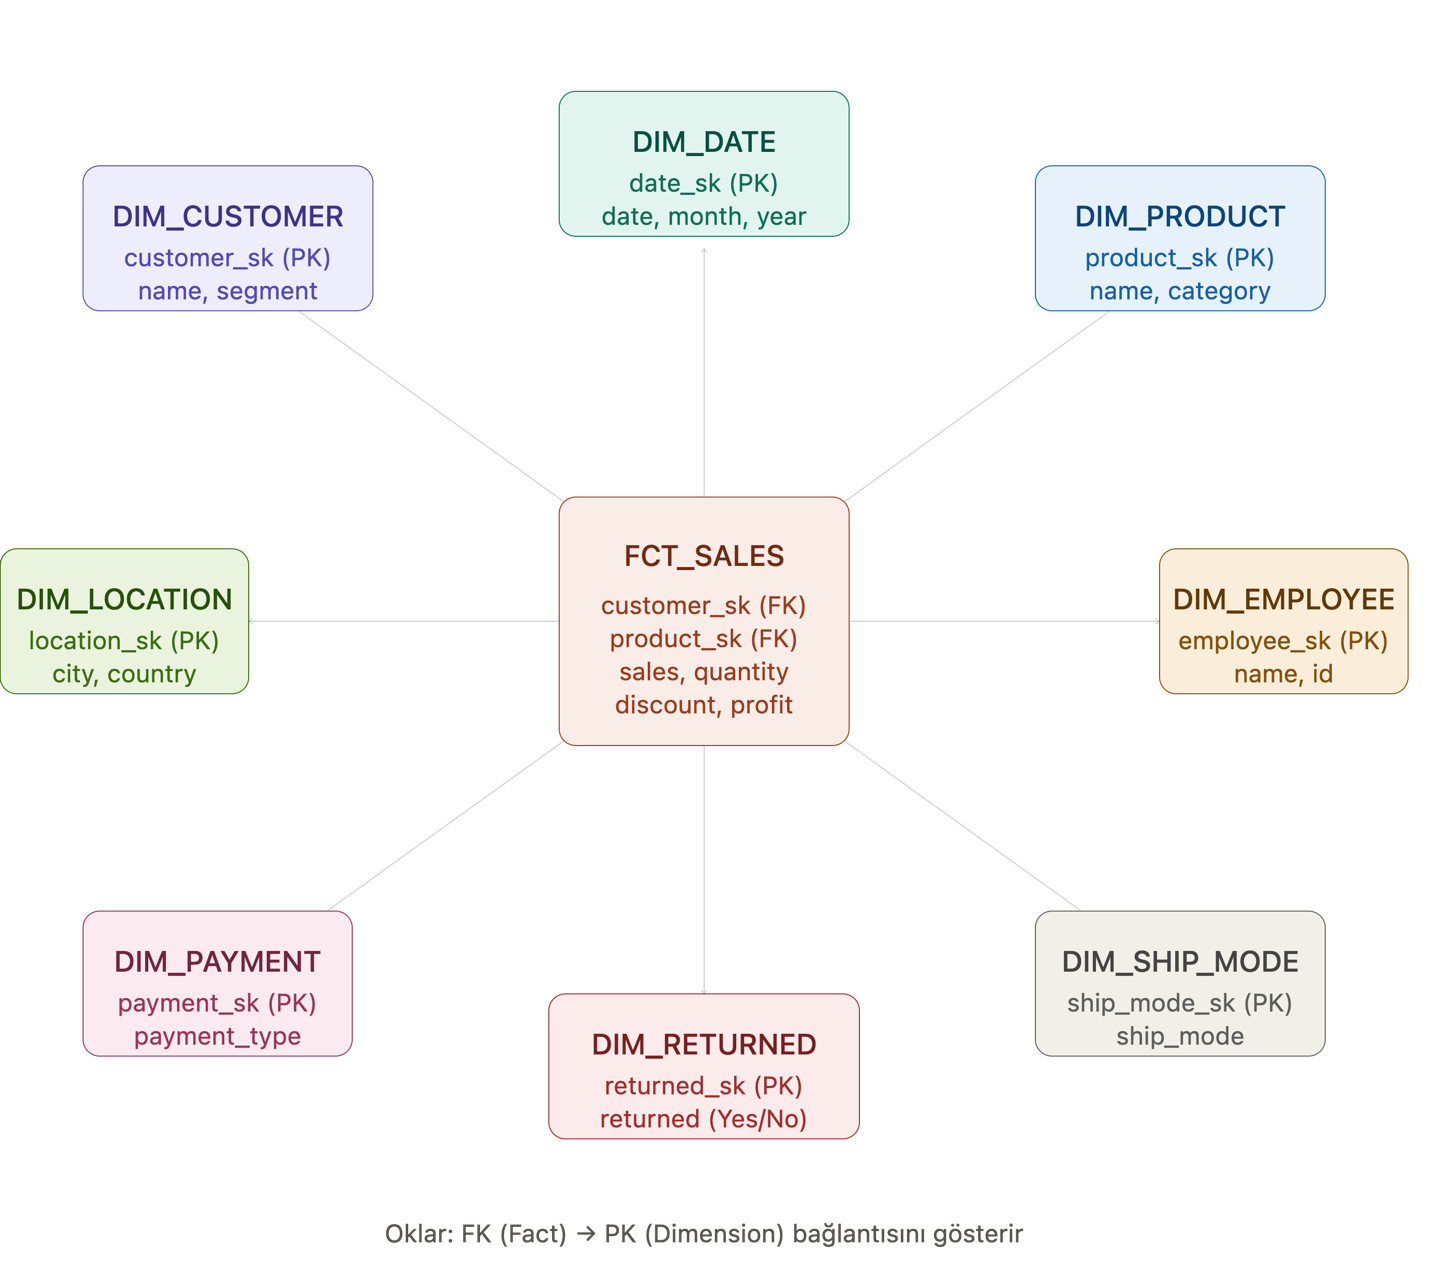 DIM_DATE
date_sk (PK)
date, month, year
DIM_CUSTOMER
customer_sk (PK)
name, segment
DIM_PRODUCT
product_sk (PK)
name, category
FCT_SALES
customer_sk (FK)
product_sk (FK)
sales, quantity
discount, profit
DIM_LOCATION
location_sk (PK)
city, country
DIM_EMPLOYEE
employee_sk (PK)
name, id
DIM_PAYMENT
payment_sk (PK)
payment_type
DIM_SHIP_MODE
ship_mode_sk (PK)
ship_mode
DIM_RETURNED
returned_sk (PK)
returned (Yes/No)
Oklar: FK (Fact) → PK (Dimension) bağlantısını gösterir